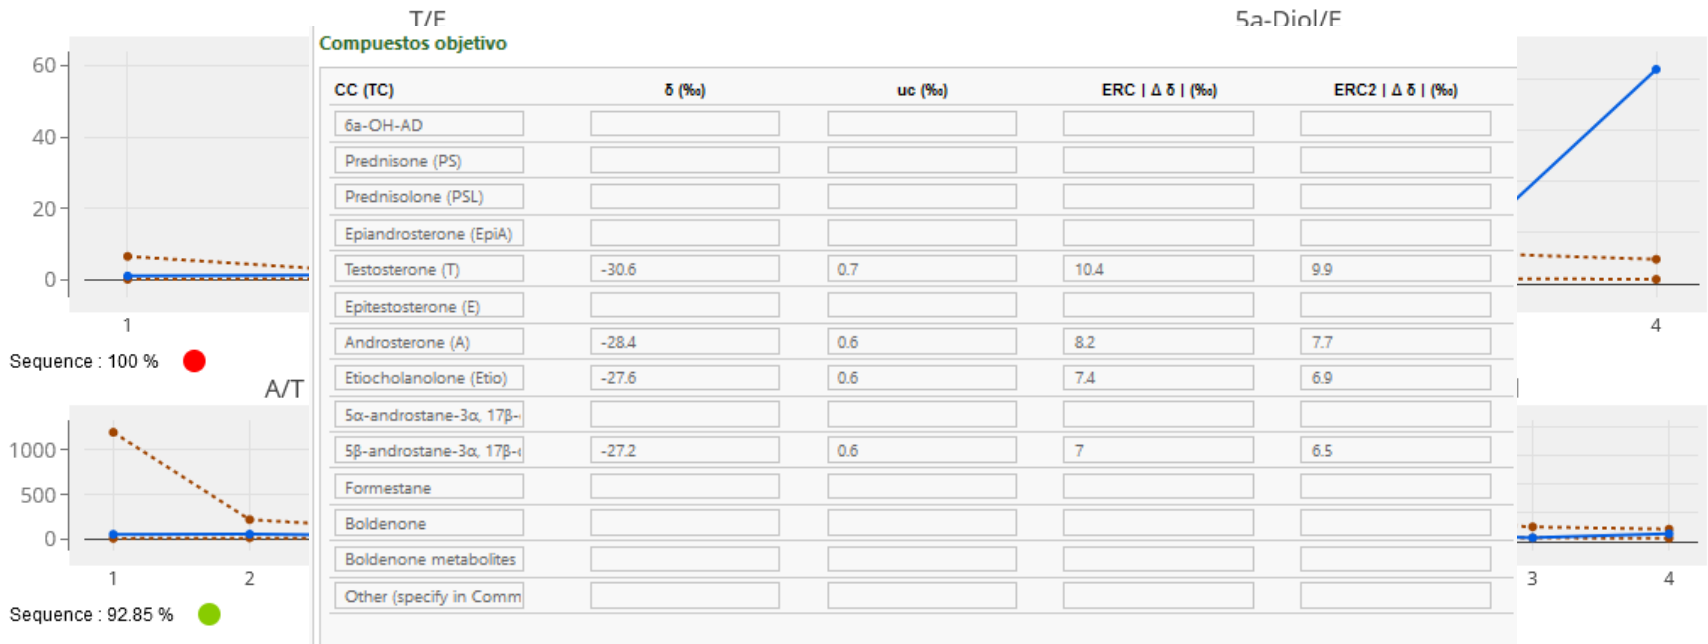 T/E
5a-Diol/E
Compuestos objetivo
CC (TC) δ (‰) uc (‰) ERC | Δ δ | (‰) ERC2 | Δ δ | (‰)
6a-OH-AD
Prednisone (PS)
Prednisolone (PSL)
Epiandrosterone (EpiA)
Testosterone (T) -30.6 0.7 10.4 9.9
Epitestosterone (E)
Androsterone (A) -28.4 0.6 8.2 7.7
Etiocholanolone (Etio) -27.6 0.6 7.4 6.9
5α-androstane-3α, 17β-
5β-androstane-3α, 17β- -27.2 0.6 7 6.5
Formestane
Boldenone
Boldenone metabolites
Other (specify in Comm
60
40
20
0
1
4
Sequence : 100 %
A/T
1000
500
0
1 2
3 4
Sequence : 92.85 %